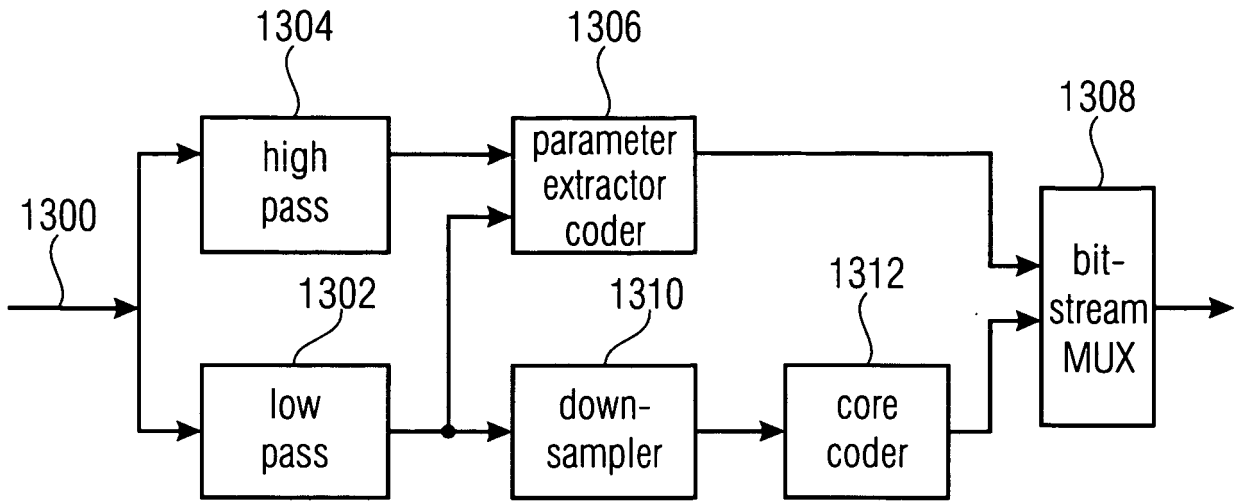 1304
1306
1308
high
pass
parameter
extractor
coder
1300
1302
1310
1312
bit-
stream
MUX
low
pass
down-
sampler
core
coder